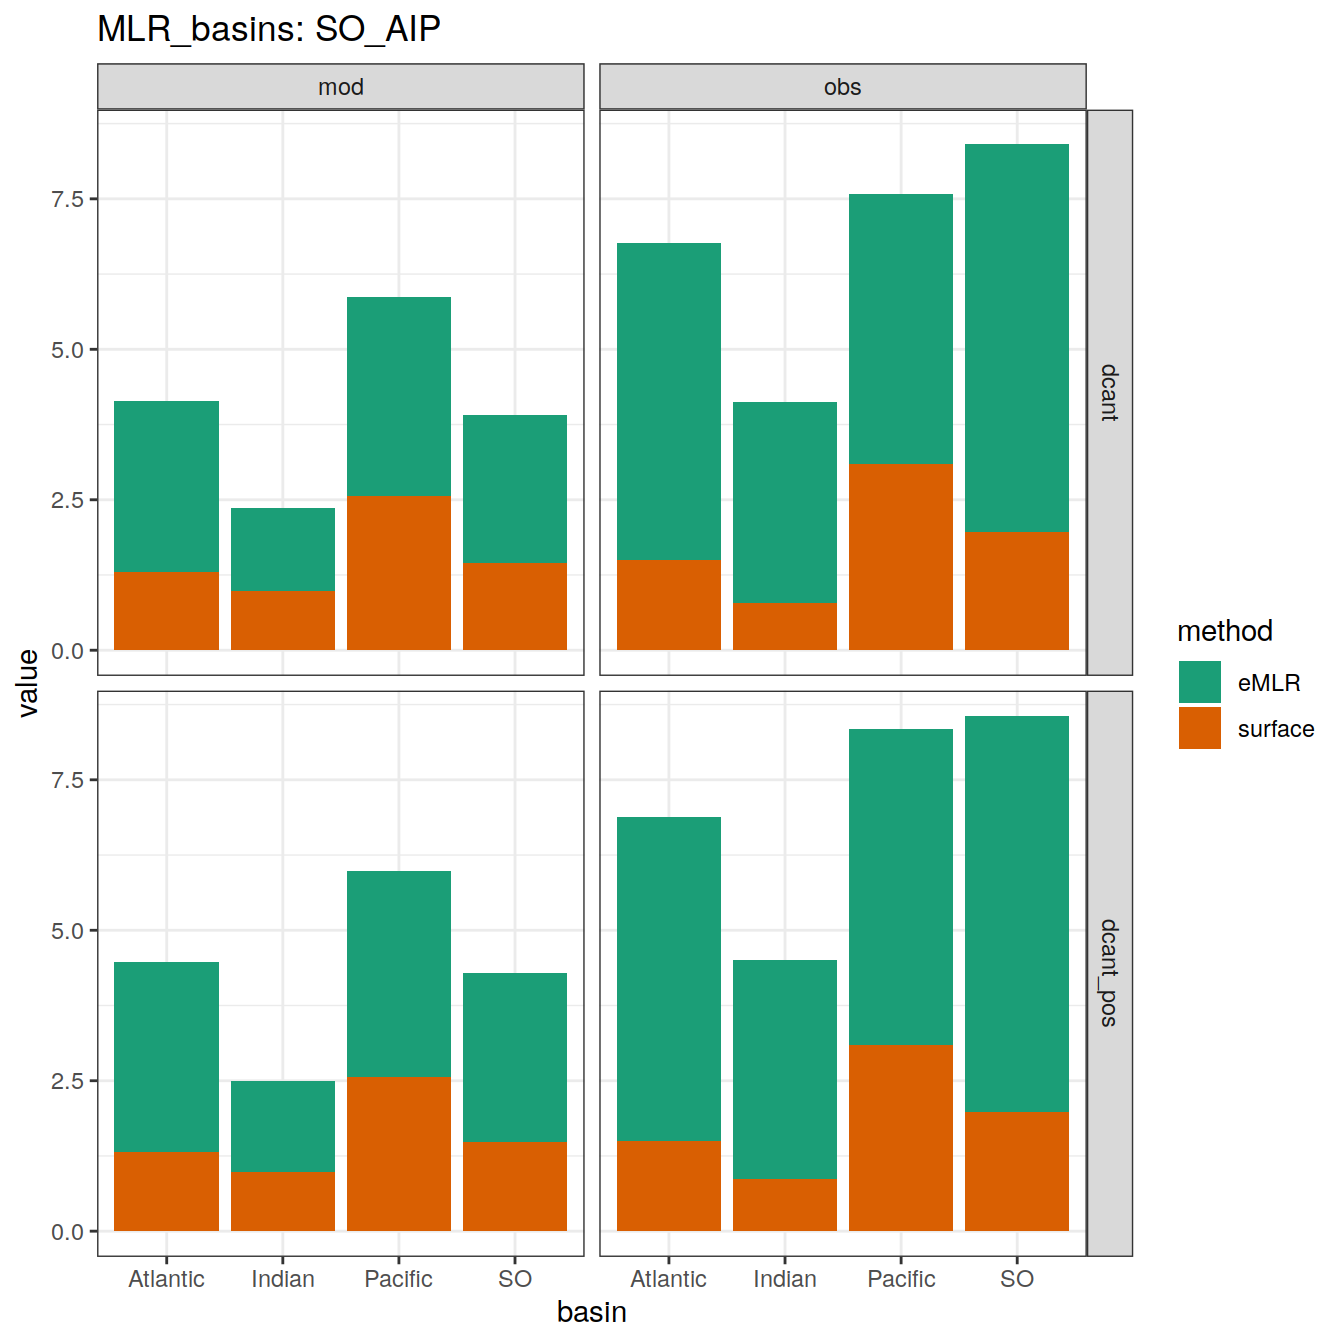 MLR_basins: SO_AIP
mod
obs
7.5
5.0
2.5
0.0
dcant
value
7.5
5.0
2.5
0.0
dcant_pos
Atlantic
Indian
Pacific
SO
Atlantic
Indian
Pacific
SO
basin
method
eMLR
surface